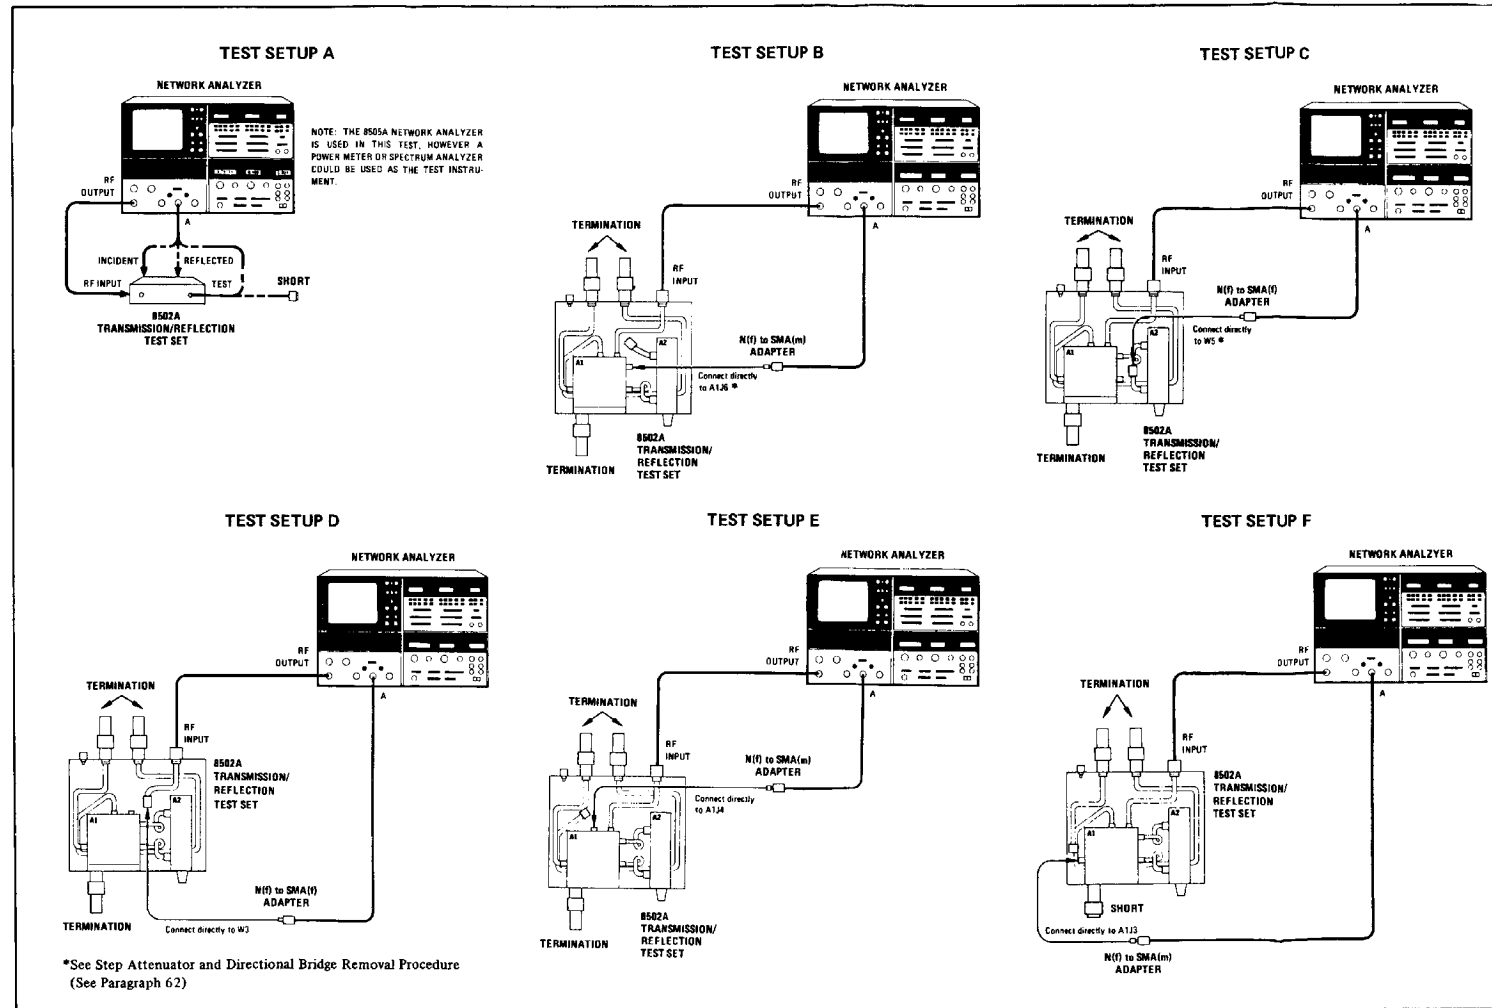 TEST SETUP A
NETWORK ANALYZER
NOTE: THE 8505A NETWORK ANALYZER
IS USED IN THIS TEST, HOWEVER A
POWER METER OR SPECTRUM ANALYZER
COULD BE USED AS THE TEST INSTRU-
MENT.
RF
OUTPUT
A
INCIDENT
REFLECTED
RF INPUT
TEST
SHORT
8502A
TRANSMISSION/REFLECTION
TEST SET
TEST SETUP B
NETWORK ANALYZER
RF
OUTPUT
A
TERMINATION
RF
INPUT
N(f) to SMA(m)
ADAPTER
A2
A1
Connect directly
to A1J6 *
8502A
TRANSMISSION/
REFLECTION
TEST SET
TERMINATION
TEST SETUP C
NETWORK ANALYZER
RF
OUTPUT
A
TERMINATION
RF
INPUT
N(f) to SMA(f)
ADAPTER
Connect directly
to W5 *
A2
A1
8502A
TRANSMISSION/
REFLECTION
TEST SET
TERMINATION
TEST SETUP D
NETWORK ANALYZER
RF
OUTPUT
A
TERMINATION
RF
INPUT
8502A
TRANSMISSION/
REFLECTION
TEST SET
A2
A1
N(f) to SMA(f)
ADAPTER
TERMINATION
Connect directly to W3
TEST SETUP E
NETWORK ANALYZER
RF
OUTPUT
A
TERMINATION
RF
INPUT
N(f) to SMA(m)
ADAPTER
Connect directly
to A1J4
A2
A1
8502A
TRANSMISSION/
REFLECTION
TEST SET
TERMINATION
TEST SETUP F
NETWORK ANALZYER
RF
OUTPUT
A
TERMINATION
RF
INPUT
8502A
TRANSMISSION/
REFLECTION
TEST SET
A2
A1
SHORT
Connect directly to A1J3
N(f) to SMA(m)
ADAPTER
*See Step Attenuator and Directional Bridge Removal Procedure
(See Paragraph 62)